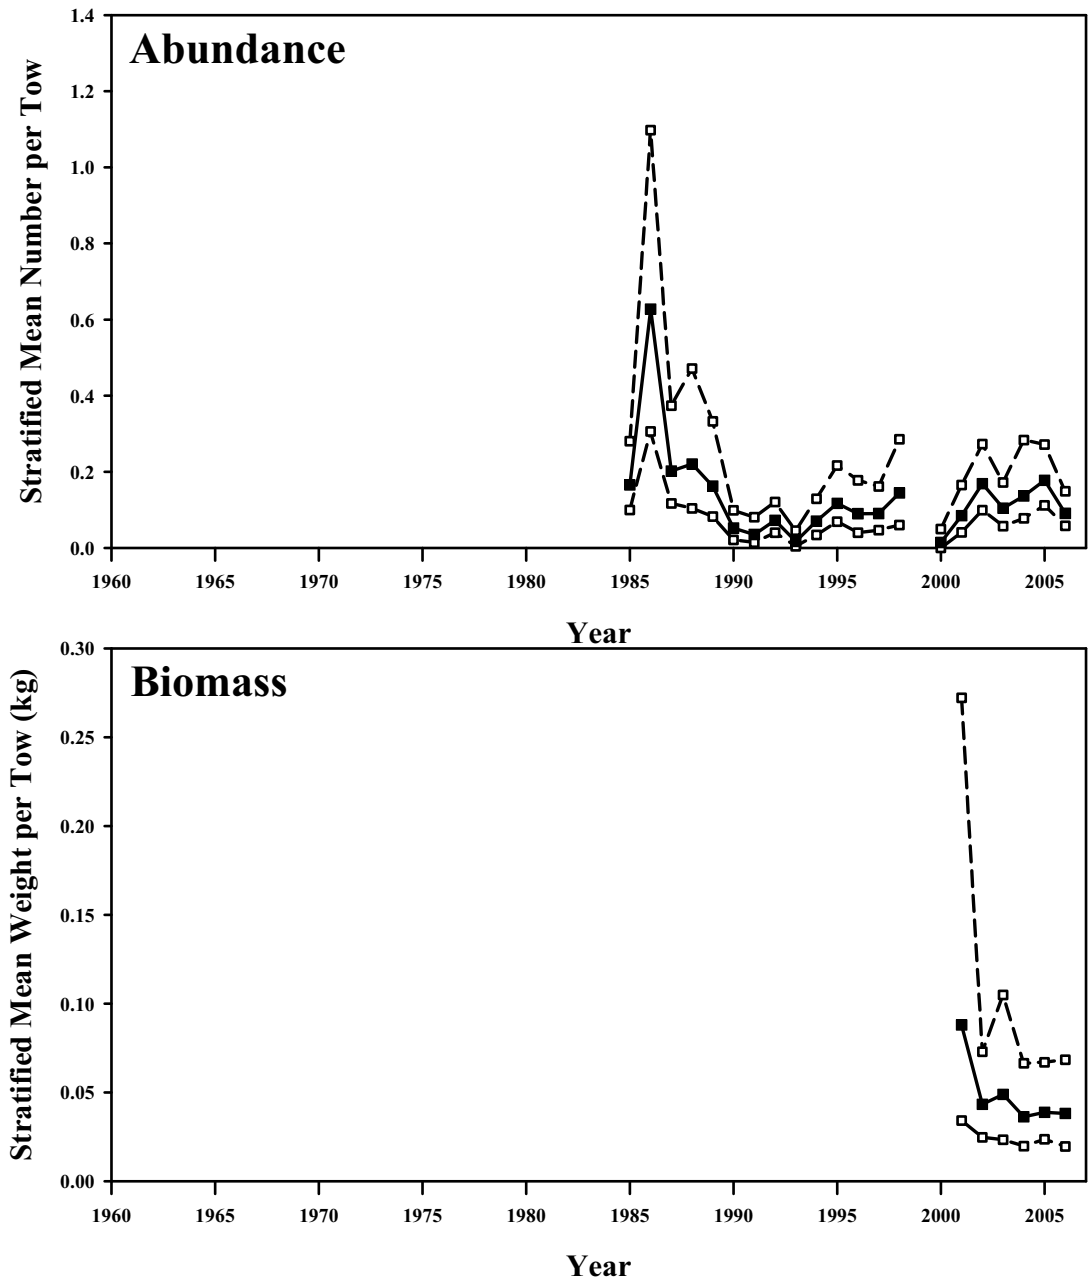 Abundance
Stratified Mean Number per Tow
1.4
1.2
1.0
0.8
0.6
0.4
0.2
0.0
1960 1965 1970 1975 1980 1985 1990 1995 2000 2005
Year
Biomass
Stratified Mean Weight per Tow (kg)
0.30
0.25
0.20
0.15
0.10
0.05
0.00
1960 1965 1970 1975 1980 1985 1990 1995 2000 2005
Year